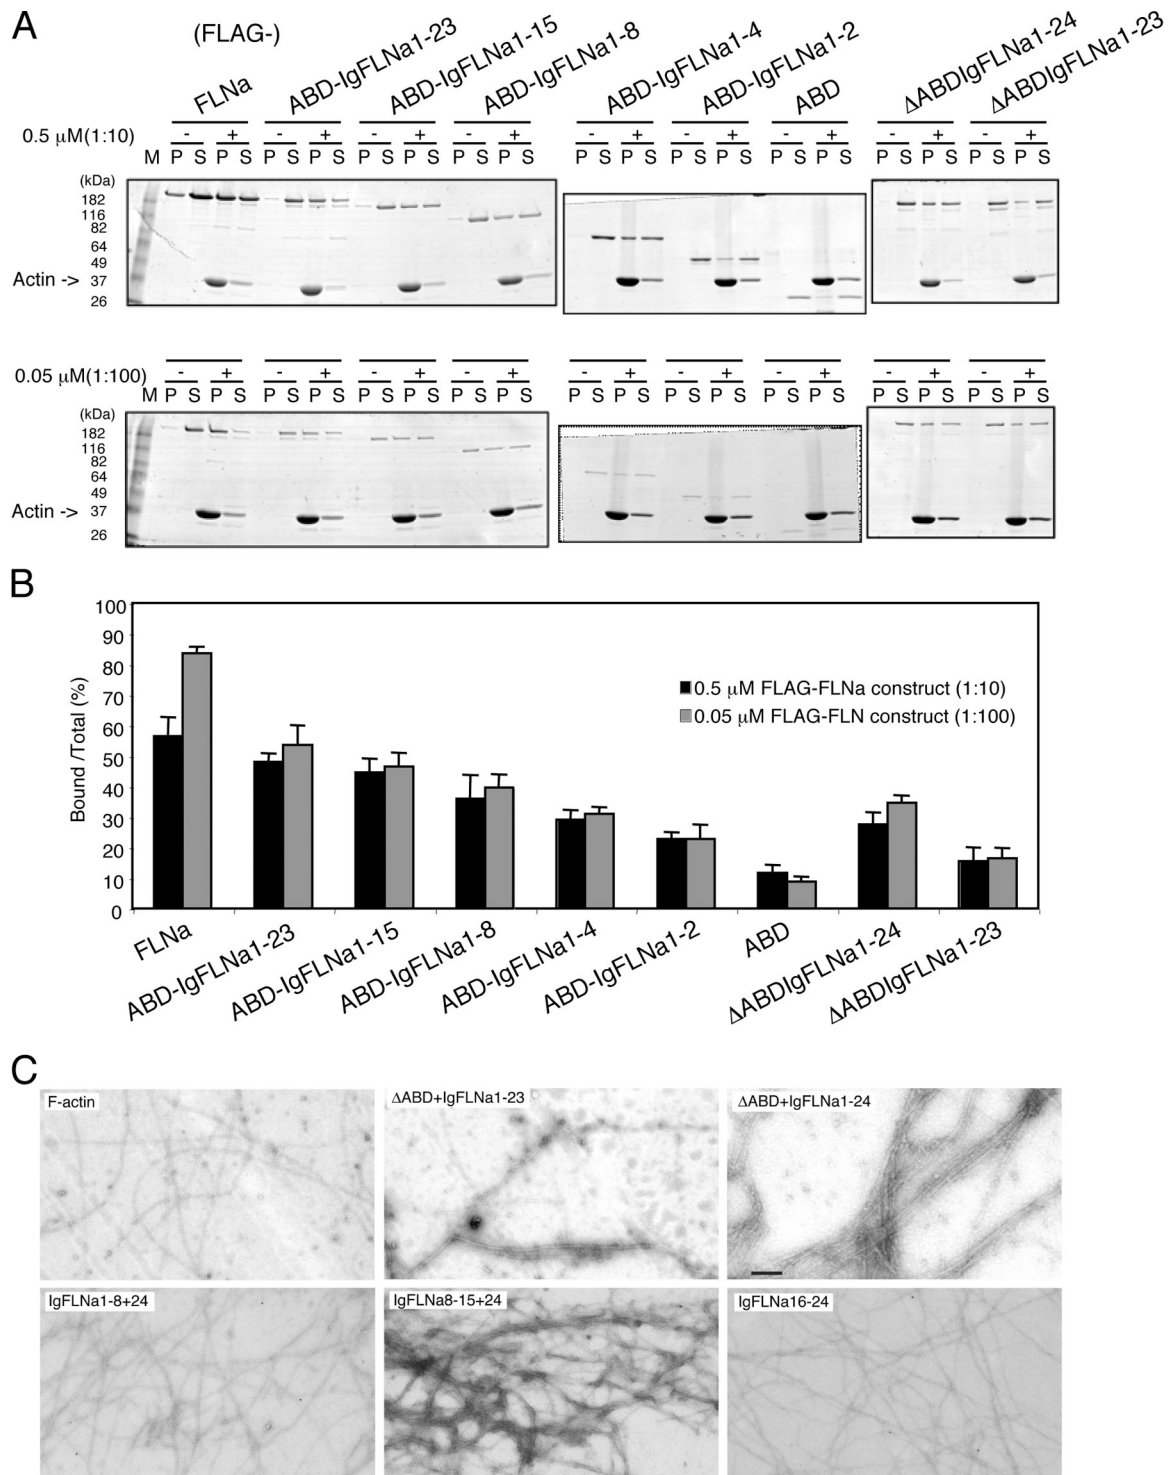 A
(FLAG-)
FLNa
ABD-IgFLNa1-23
ABD-IgFLNa1-15
ABD-IgFLNa1-8
ABD-IgFLNa1-4
ABD-IgFLNa1-2
ABD
ΔABDIgFLNa1-24
ΔABDIgFLNa1-23
0.5 μM(1:10) - + - + - + - + - + - + - + - + - +
M P S P S P S P S P S P S P S P S P S P S P S P S P S P S P S P S P S P S
(kDa)
182
116
82
64
49
Actin -> 37
26
0.05 μM(1:100) - + - + - + - + - + - + - + - + - +
M P S P S P S P S P S P S P S P S P S P S P S P S P S P S P S P S P S P S
(kDa)
182
116
82
64
49
Actin -> 37
26
B
Bound /Total (%)
100
90
80
70
60
50
40
30
20
10
0
0.5 μM FLAG-FLNa construct (1:10)
0.05 μM FLAG-FLN construct (1:100)
FLNa
ABD-IgFLNa1-23
ABD-IgFLNa1-15
ABD-IgFLNa1-8
ABD-IgFLNa1-4
ABD-IgFLNa1-2
ABD
ΔABDIgFLNa1-24
ΔABDIgFLNa1-23
C
F-actin
ΔABD+IgFLNa1-23
ΔABD+IgFLNa1-24
IgFLNa1-8+24
IgFLNa8-15+24
IgFLNa16-24